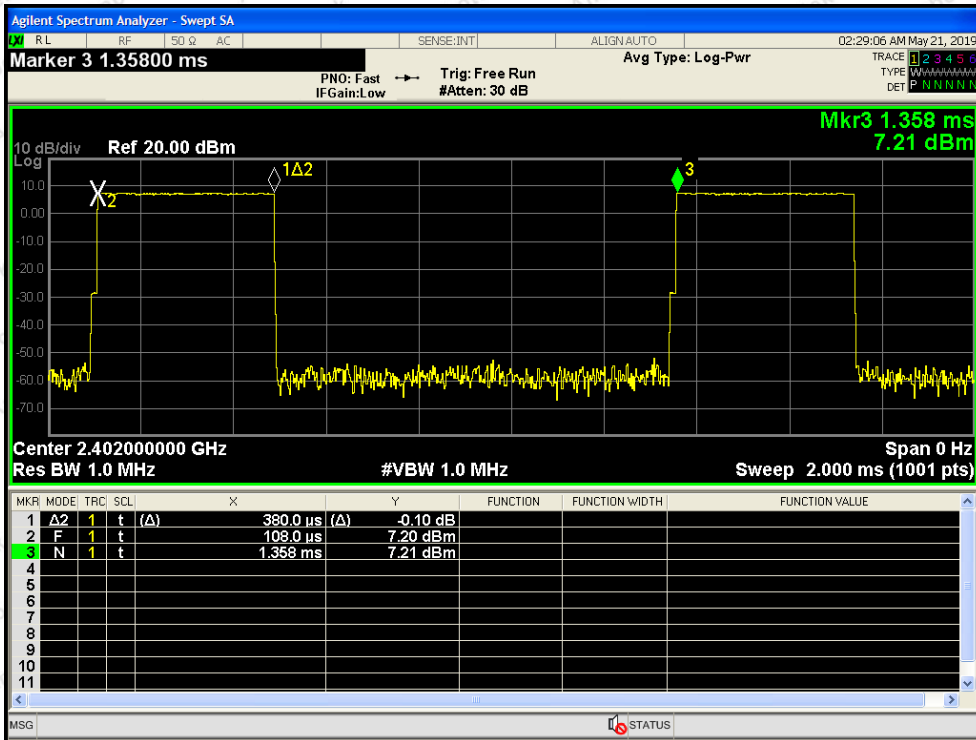 Agilent Spectrum Analyzer - Swept SA
LXI RL RF 50 Ω AC SENSE:INT ALIGN AUTO 02:29:06 AM May 21, 2019
Marker 3 1.35800 ms
PNO: Fast
IFGain:Low
Trig: Free Run
#Atten: 30 dB
Avg Type: Log-Pwr
TRACE 1 2 3 4 5 6
TYPE W
DET P N N N N N
Mkr3 1.358 ms
7.21 dBm
10 dB/div Ref 20.00 dBm
Log
10.0
0.00
-10.0
-20.0
-30.0
-40.0
-50.0
-60.0
-70.0
2
1Δ2
3
Center 2.402000000 GHz Span 0 Hz
Res BW 1.0 MHz #VBW 1.0 MHz Sweep 2.000 ms (1001 pts)
MKR MODE TRC SCL X Y FUNCTION FUNCTION WIDTH FUNCTION VALUE
1 Δ2 1 t (Δ) 380.0 µs (Δ) -0.10 dB
2 F 1 t 108.0 µs 7.20 dBm
3 N 1 t 1.358 ms 7.21 dBm
4
5
6
7
8
9
10
11
MSG STATUS